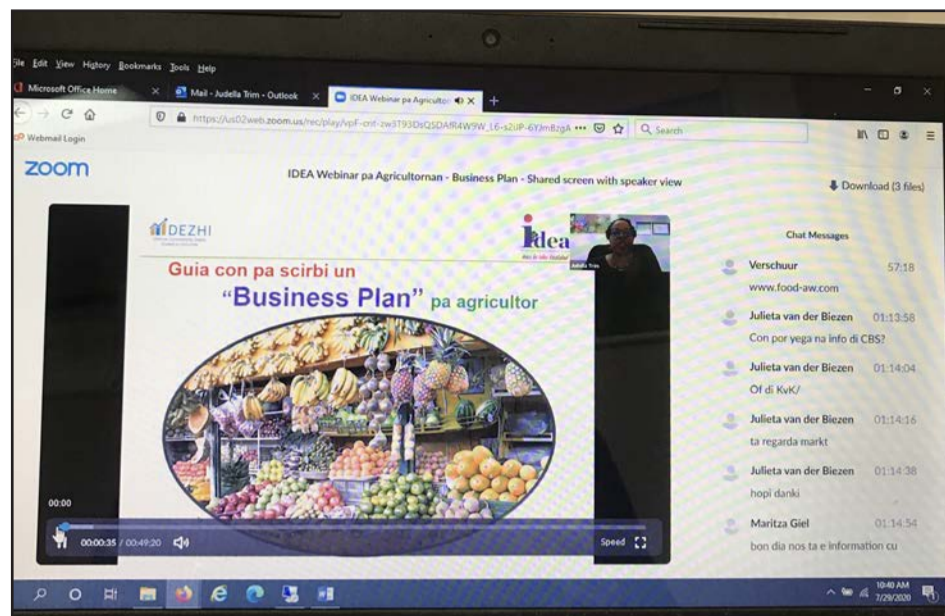 File Edit View History Bookmarks Tools Help
Microsoft Office Home
Mail - Judella Trim - Outlook
IDEA Webinar pa Agricultor
Webmail Login
Search
zoom
IDEA Webinar pa Agricultornan - Business Plan - Shared screen with speaker view
Download (3 files)
DEZHI
idea
Judella Trim
Guia con pa scirbi un
“Business Plan” pa agricultor
Chat Messages
Verschuur 57:18
www.food-aw.com
Julieta van der Biezen 01:13:58
Con por yega na info di CBS?
Julieta van der Biezen 01:14:04
Of di KvK/
Julieta van der Biezen 01:14:16
ta regarda markt
Julieta van der Biezen 01:14:38
hopi danki
Maritza Giel 01:14:54
bon dia nos ta e information cu
00:00
00:00:35 / 00:49:20
Speed
10:40 AM
7/29/2020